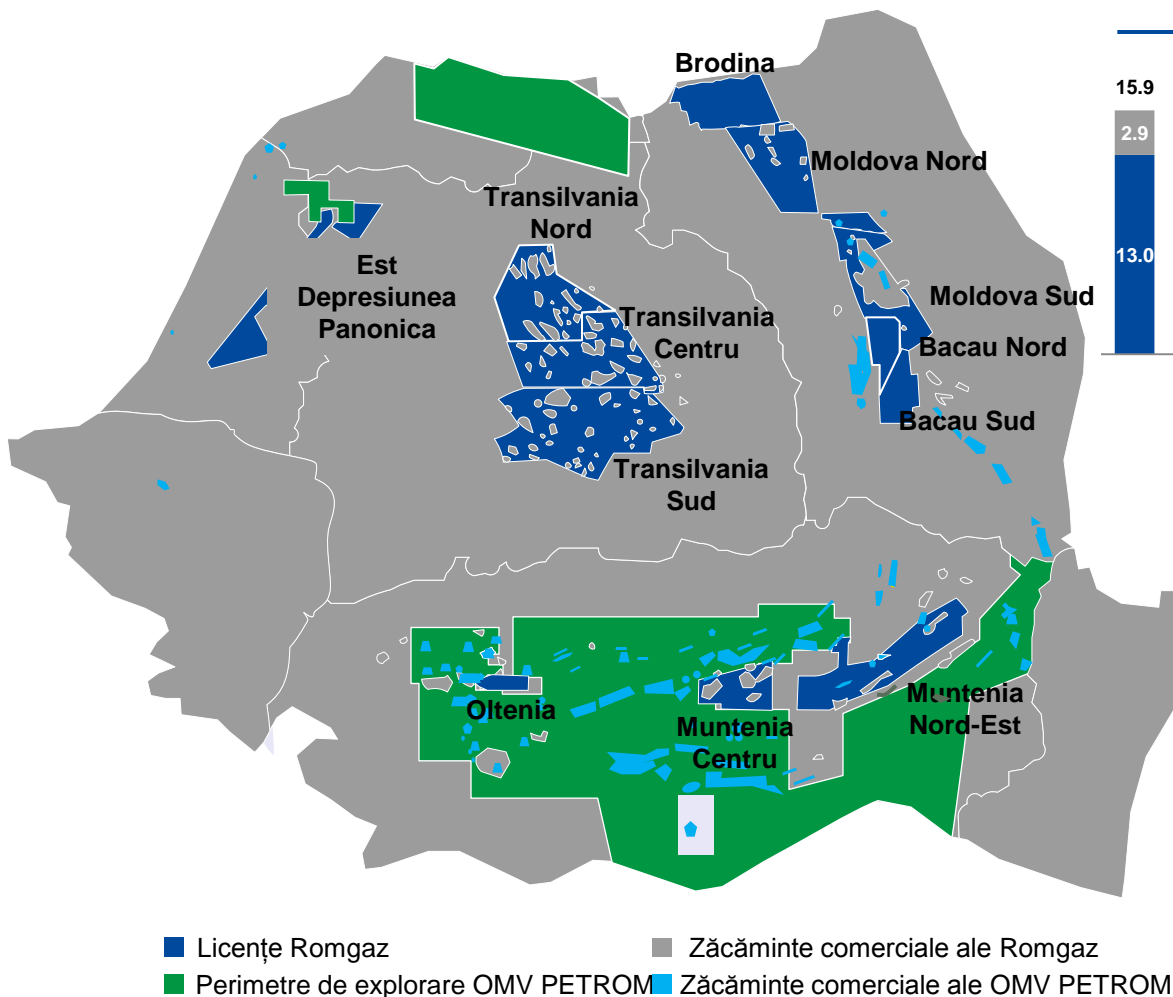 Brodina
15.9
2.9
Moldova Nord
Transilvania
Nord
13.0
Est
Depresiunea
Panonica
Moldova Sud
Transilvania
Centru
Bacau Nord
Bacau Sud
Transilvania
Sud
Oltenia
Muntenia
Nord-Est
Muntenia
Centru
Licențe Romgaz
Zăcăminte comerciale ale Romgaz
Perimetre de explorare OMV PETROM
Zăcăminte comerciale ale OMV PETROM